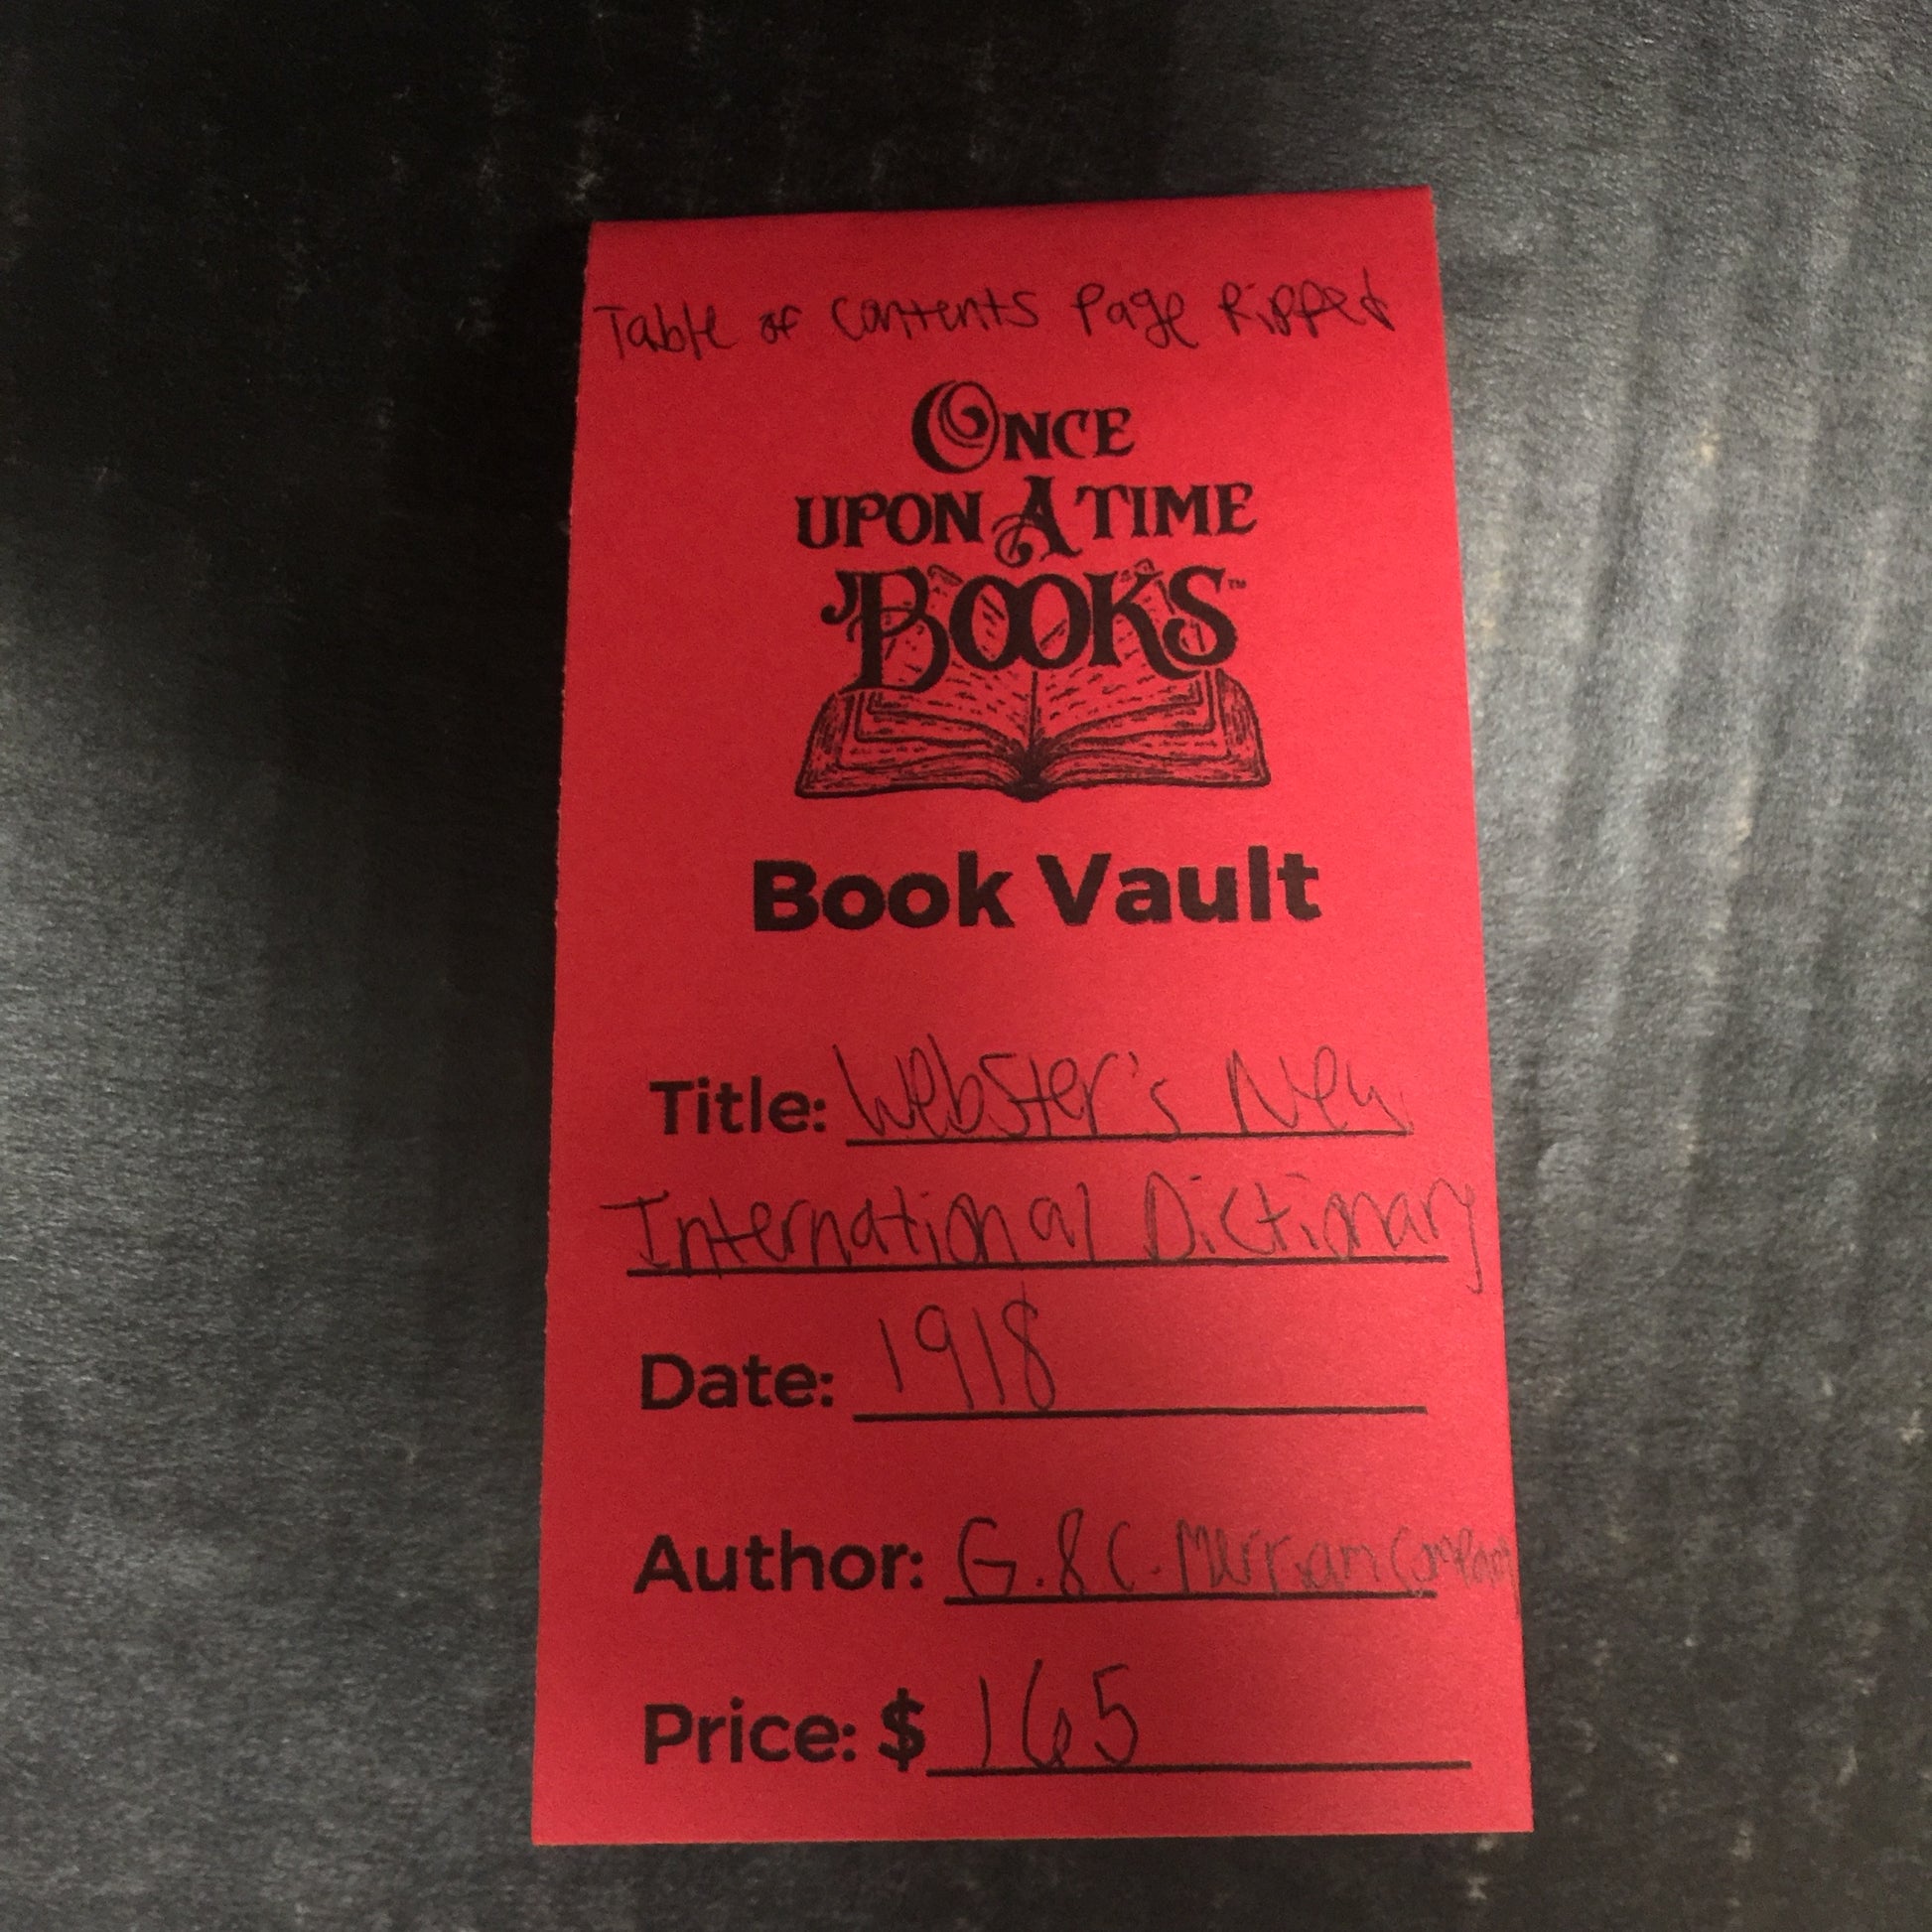 Table of Contents Page Ripped
ONCE
UPON A TIME
BOOKS™
Book Vault
Title: Webster's New
International Dictionary
Date: 1918
Author: G. & C. Merriam Company
Price: $ 165